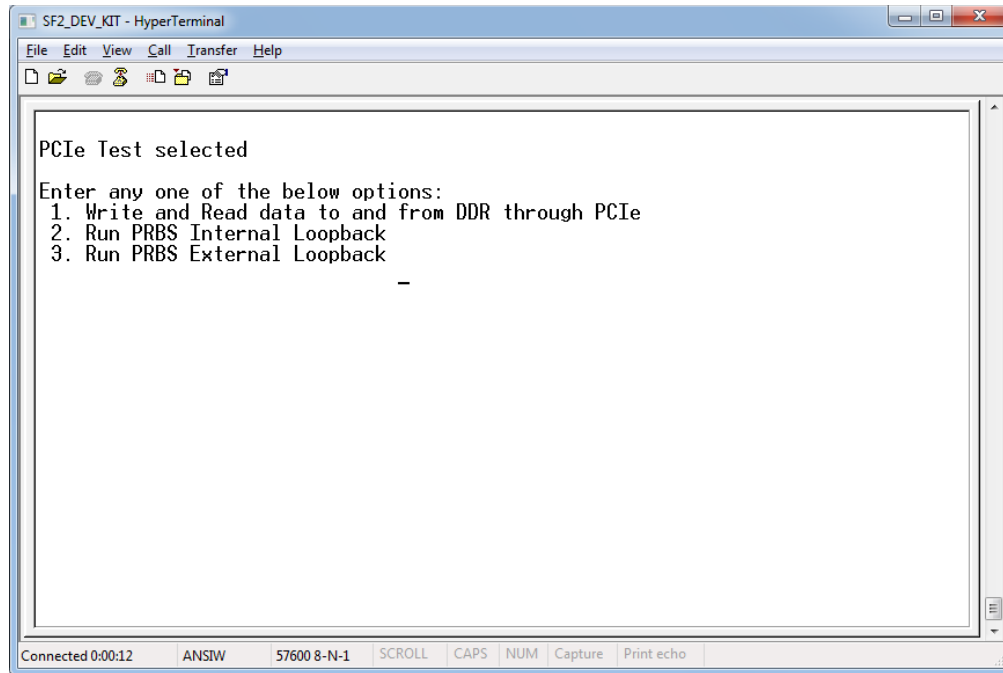 SF2_DEV_KIT - HyperTerminal
File Edit View Call Transfer Help
PCIe Test selected
Enter any one of the below options:
1. Write and Read data to and from DDR through PCIe
2. Run PRBS Internal Loopback
3. Run PRBS External Loopback
_
Connected 0:00:12 ANSIW 57600 8-N-1 SCROLL CAPS NUM Capture Print echo